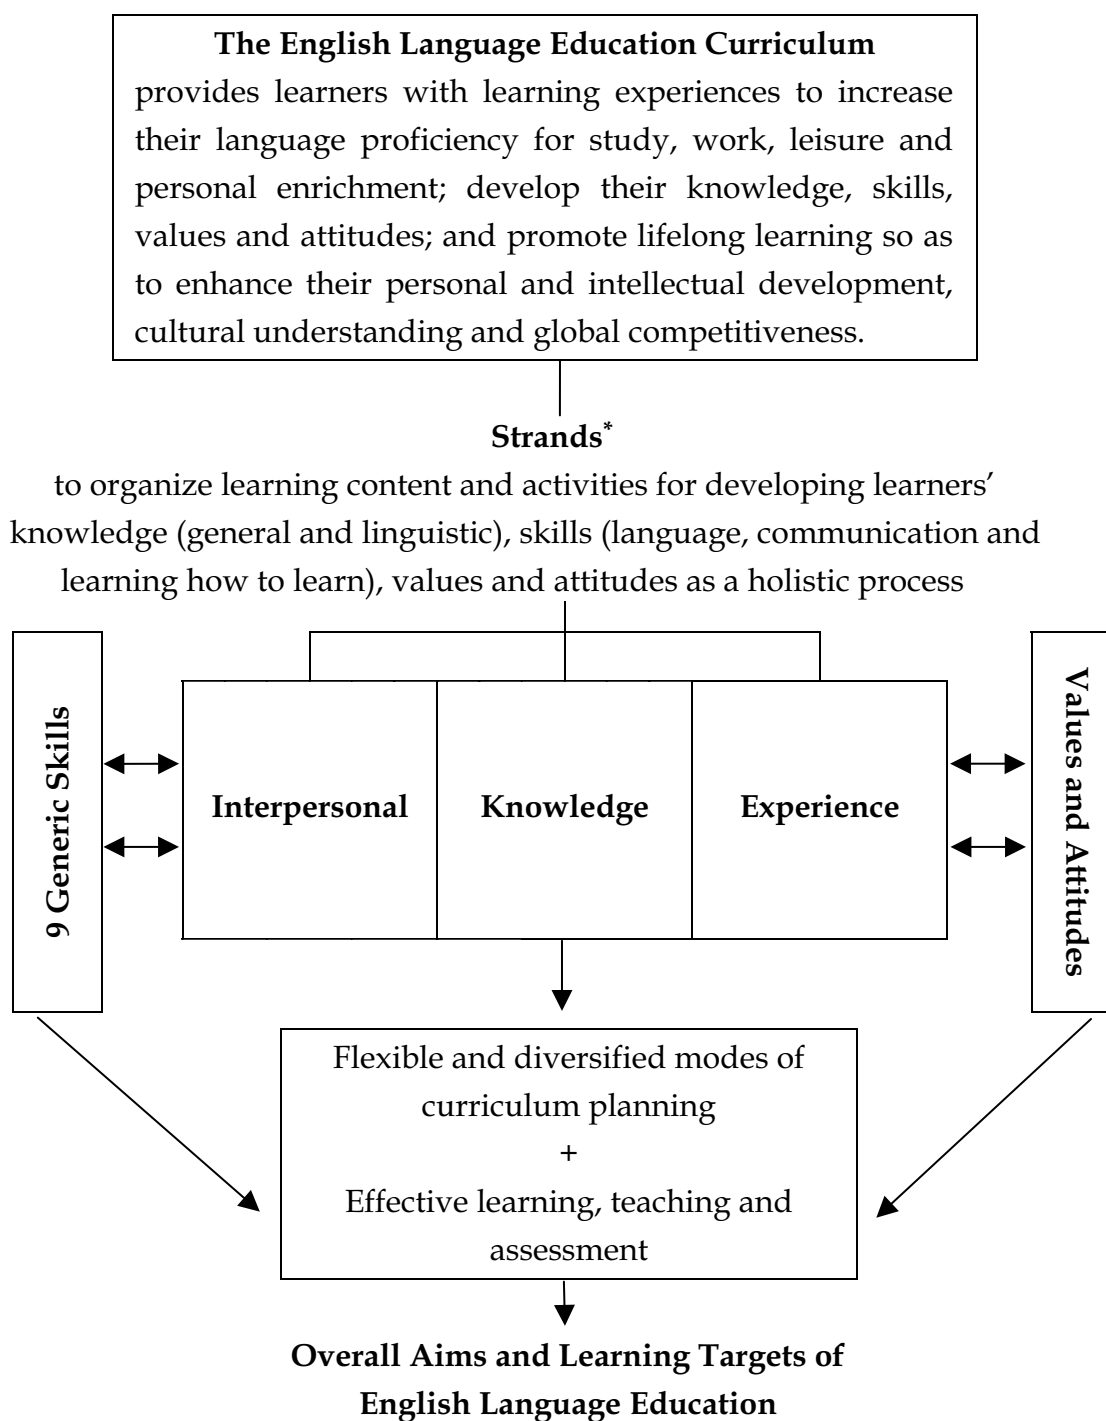 The English Language Education Curriculum
provides learners with learning experiences to increase
their language proficiency for study, work, leisure and
personal enrichment; develop their knowledge, skills,
values and attitudes; and promote lifelong learning so as
to enhance their personal and intellectual development,
cultural understanding and global competitiveness.
Strands*
to organize learning content and activities for developing learners’
knowledge (general and linguistic), skills (language, communication and
learning how to learn), values and attitudes as a holistic process
9 Generic Skills
Interpersonal
Knowledge
Experience
Values and Attitudes
Flexible and diversified modes of
curriculum planning
+
Effective learning, teaching and
assessment
Overall Aims and Learning Targets of
English Language Education